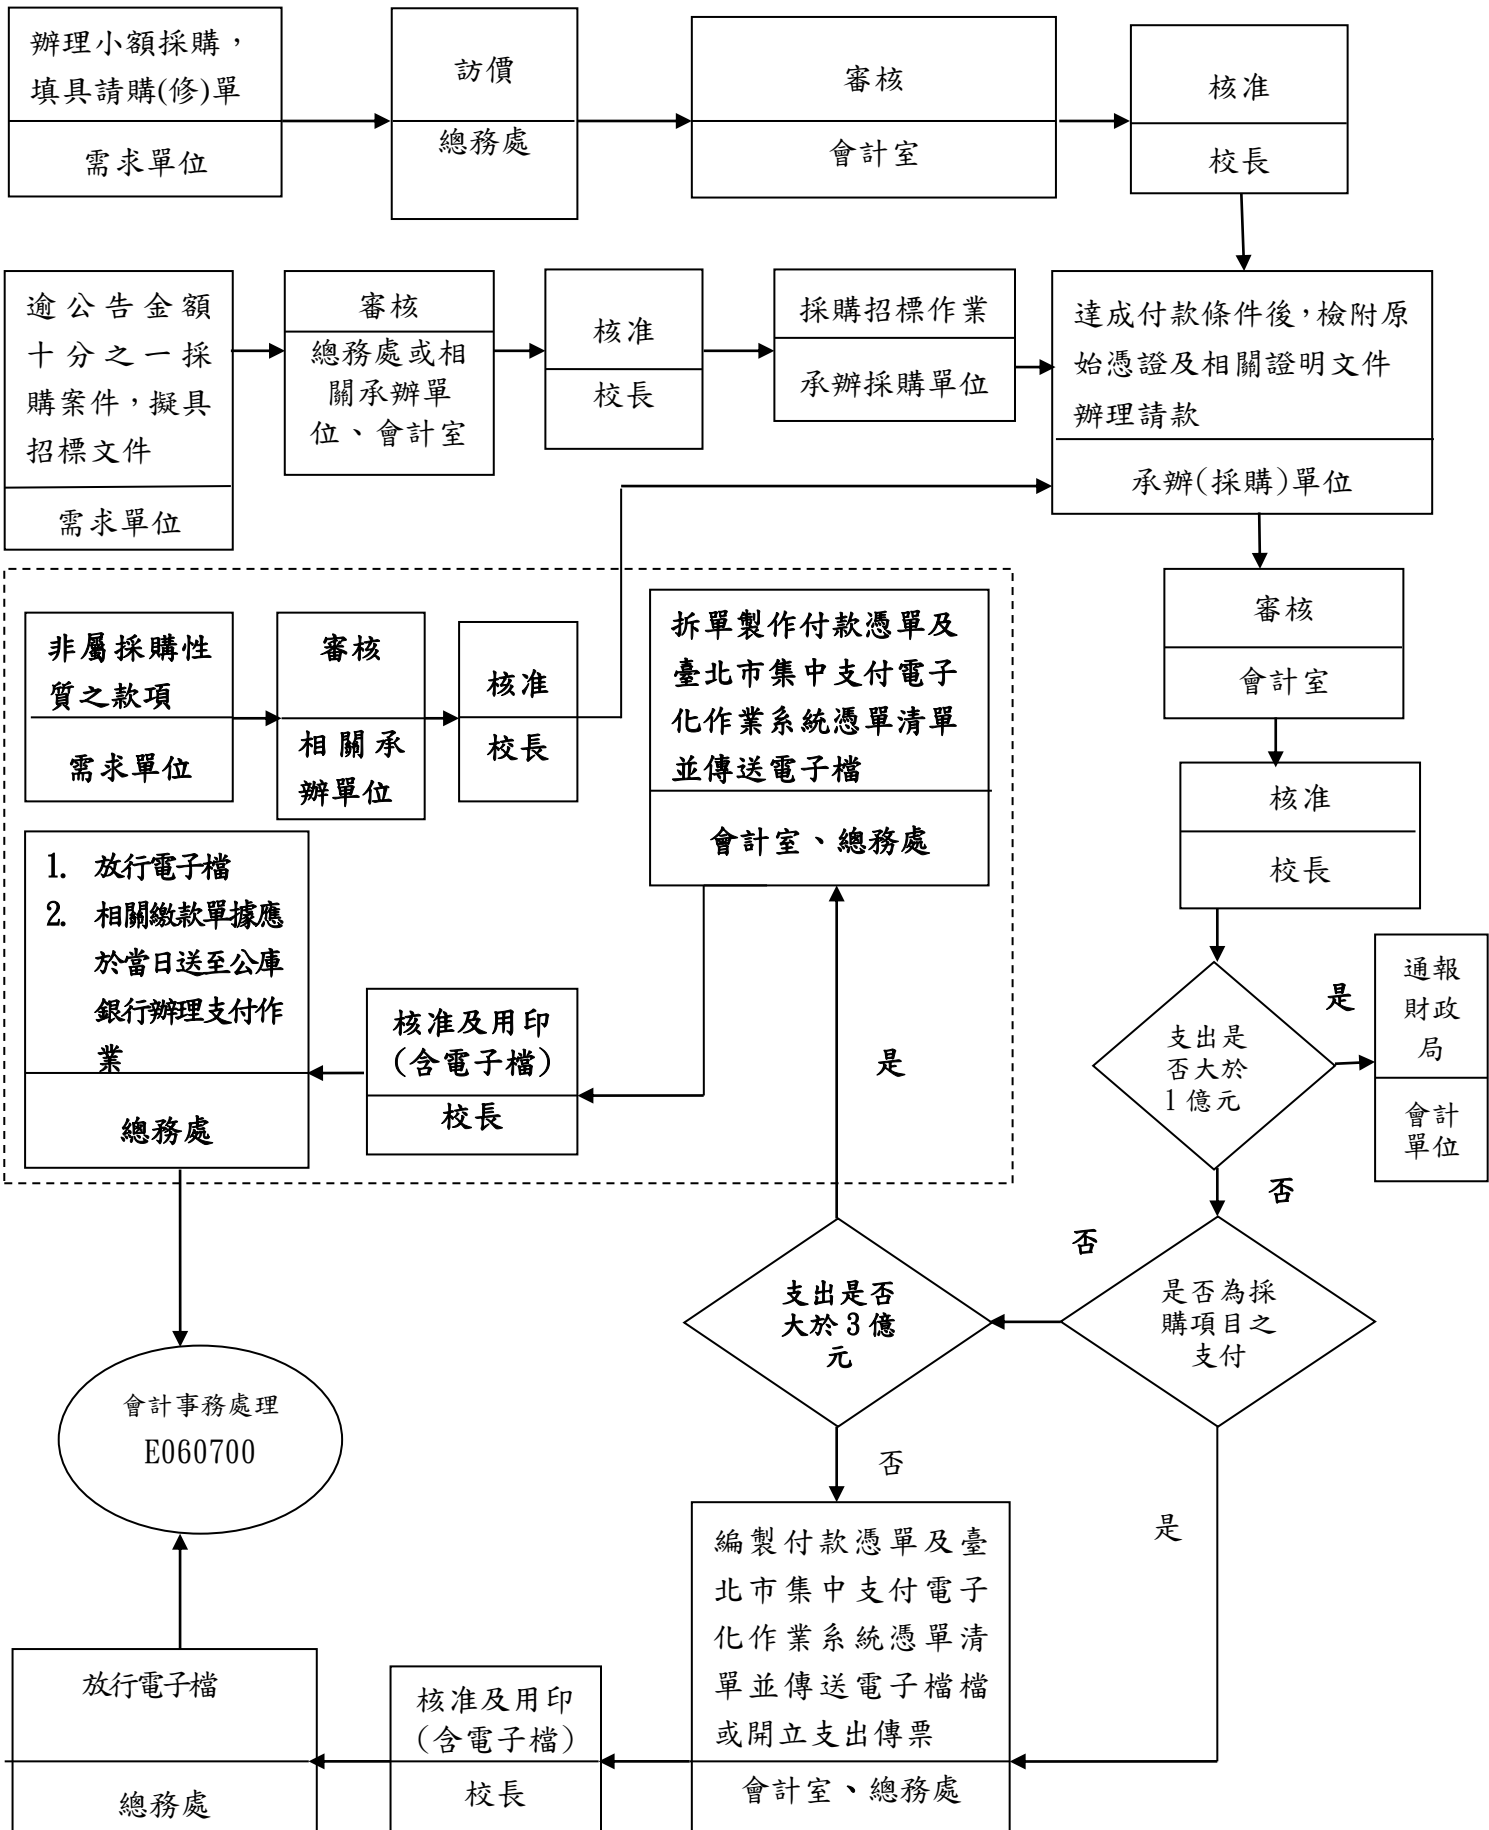 辦理小額採購，
填具請購(修)單
需求單位
訪價
總務處
審核
會計室
核准
校長
逾公告金額
十分之一採
購案件，擬具
招標文件
需求單位
審核
總務處或相
關承辦單
位、會計室
核准
校長
採購招標作業
承辦採購單位
達成付款條件後，檢附原
始憑證及相關證明文件
辦理請款
承辦(採購)單位
審核
會計室
核准
校長
非屬採購性
質之款項
需求單位
審核
相關承
辦單位
核准
校長
拆單製作付款憑單及
臺北市集中支付電子
化作業系統憑單清單
並傳送電子檔
會計室、總務處
1. 放行電子檔
2. 相關繳款單據應
於當日送至公庫
銀行辦理支付作
業
總務處
核准及用印
(含電子檔)
校長
是
支出是
否大於
1 億元
是
通報
財政
局
會計
單位
否
是否為採
購項目之
支付
否
支出是否
大於 3 億
元
否
是
會計事務處理
E060700
編製付款憑單及臺
北市集中支付電子
化作業系統憑單清
單並傳送電子檔檔
或開立支出傳票
會計室、總務處
核准及用印
(含電子檔)
校長
放行電子檔
總務處